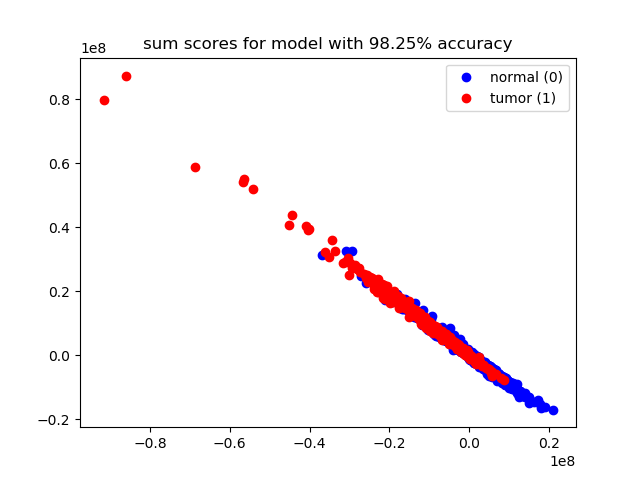 sum scores for model with 98.25% accuracy
1e8
normal (0)
tumor (1)
0.8
0.6
0.4
0.2
0.0
−0.2
−0.8
−0.6
−0.4
−0.2
0.0
0.2
1e8